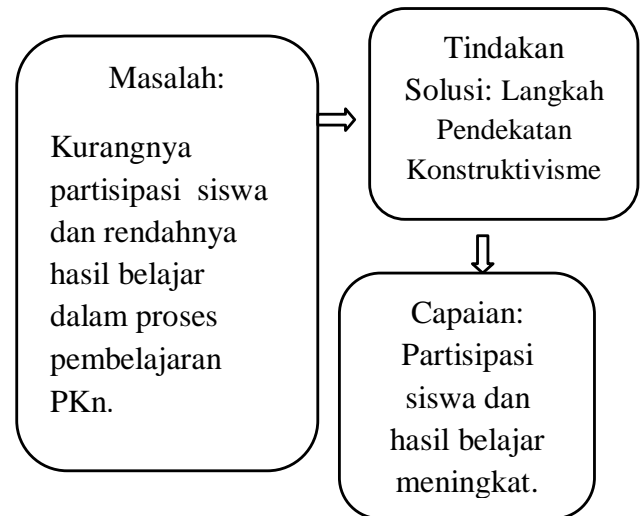 Masalah:
Kurangnya
partisipasi siswa
dan rendahnya
hasil belajar
dalam proses
pembelajaran
PKn.
Tindakan
Solusi: Langkah
Pendekatan
Konstruktivisme
Capaian:
Partisipasi
siswa dan
hasil belajar
meningkat.